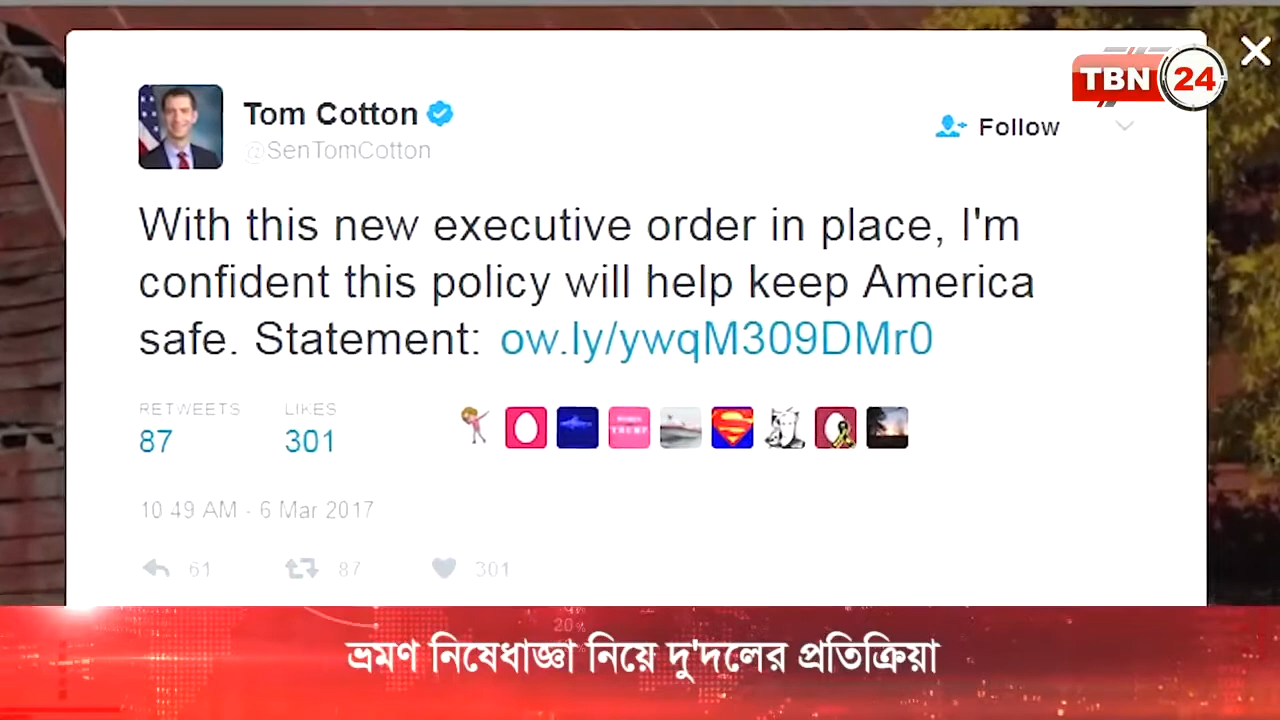 TBN 24
Tom Cotton
@SenTomCotton
Follow
With this new executive order in place, I'm
confident this policy will help keep America
safe. Statement: ow.ly/ywqM309DMr0
RETWEETS LIKES
87 301
TRUMP
10:49 AM - 6 Mar 2017
61 87 301
20%
ভ্রমণ নিষেধাজ্ঞা নিয়ে দু'দলের প্রতিক্রিয়া